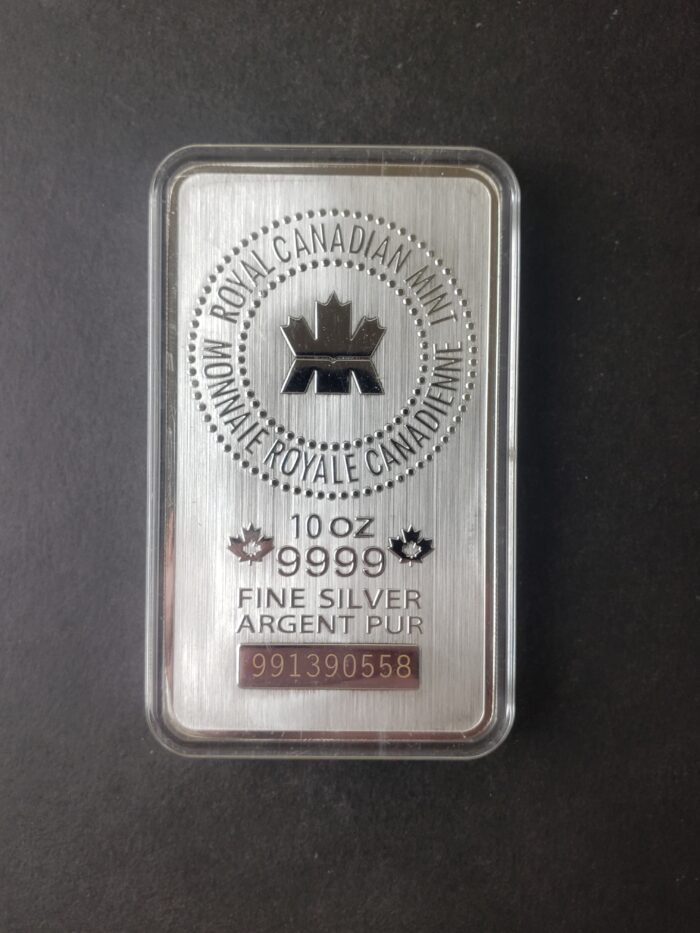 ROYAL CANADIAN MINT
MONNAIE ROYALE CANADIENNE
10 OZ
9999
FINE SILVER
ARGENT PUR
991390558